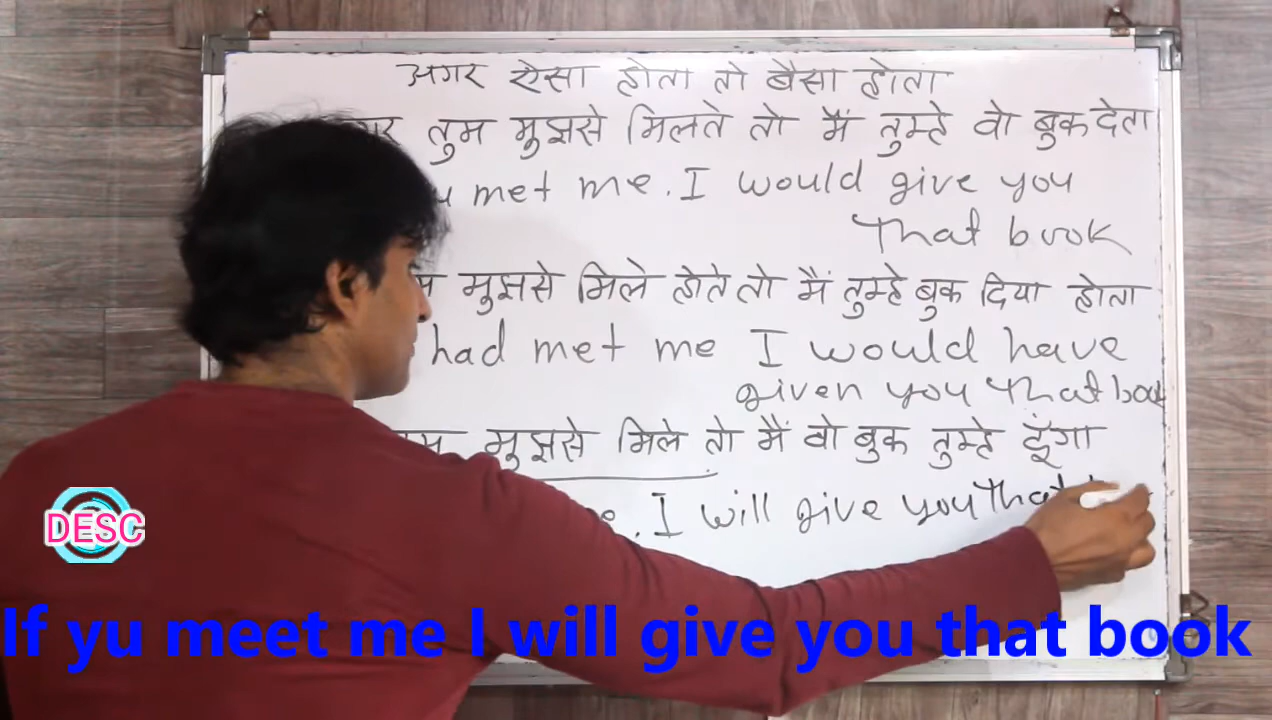 अगर ऐसा होता तो बैसा होता
तुम मुझसे मिलते तो मैं तुम्हे वो बुक देता
met me. I would give you
that book
मुझसे मिले होते तो मैं तुम्हे बुक दिया होता
had met me I would have
given you that book
मुझसे मिले तो मैं वो बुक तुम्हे दूँगा
. I will give you that
DESC
If yu meet me I will give you that book